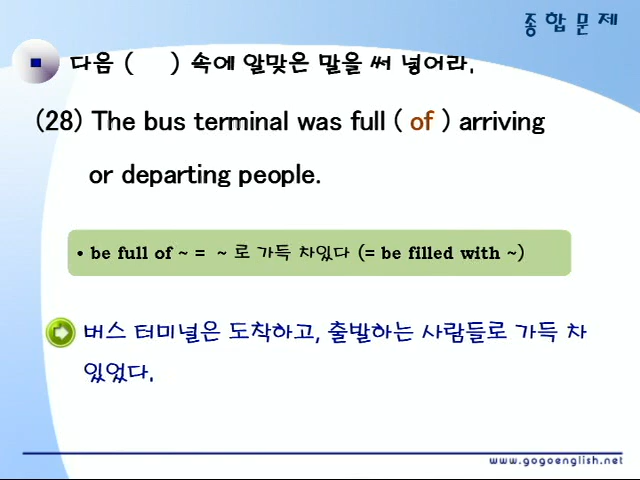 종합문제
다음 (    ) 속에 알맞은 말을 써 넣어라.
(28) The bus terminal was full ( of ) arriving
or departing people.
• be full of ~ = ~ 로 가득 차있다 (= be filled with ~)
버스 터미널은 도착하고, 출발하는 사람들로 가득 차
있었다.
www.gogoenglish.net